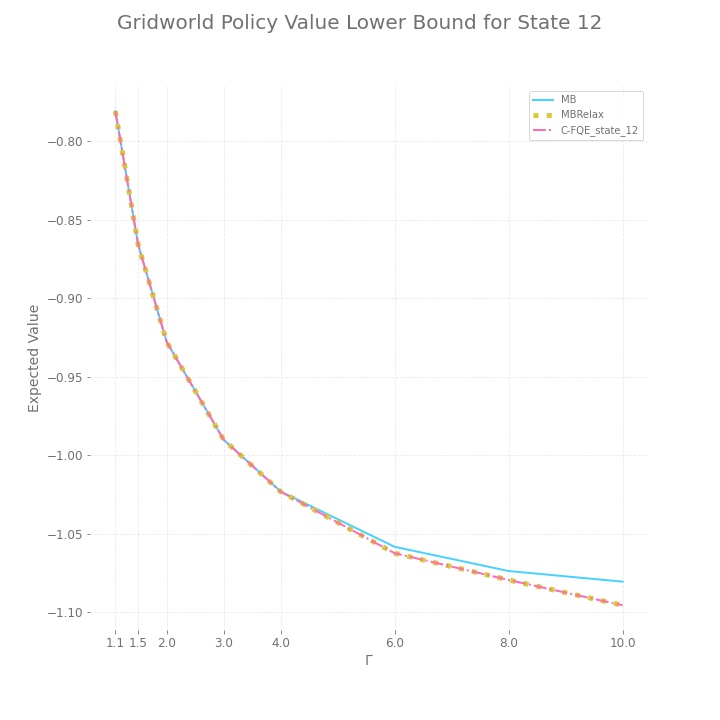 Gridworld Policy Value Lower Bound for State 12
MB
MBRelax
C-FQE_state_12
Expected Value
−0.80
−0.85
−0.90
−0.95
−1.00
−1.05
−1.10
1.1 1.5 2.0 3.0 4.0 6.0 8.0 10.0
Γ